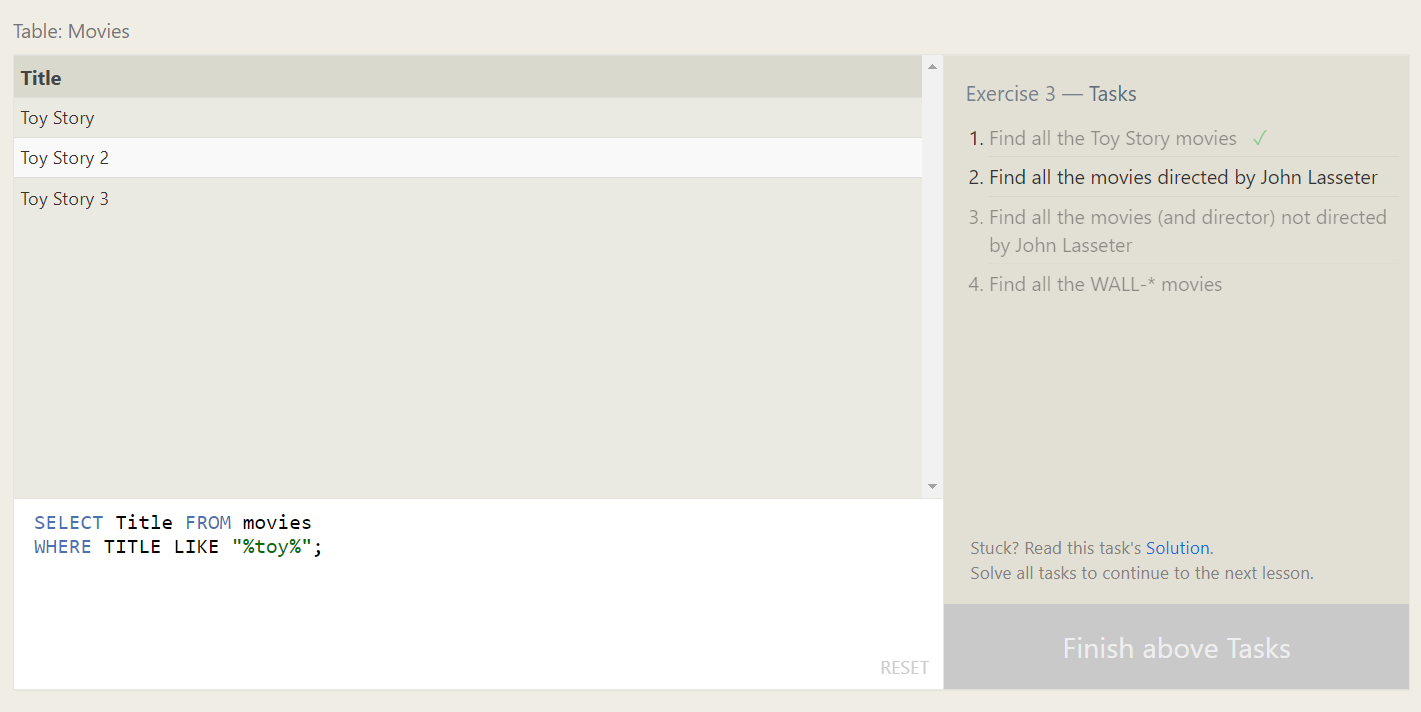 Table: Movies
Title
Toy Story
Toy Story 2
Toy Story 3
SELECT Title FROM movies
WHERE TITLE LIKE "%toy%";
RESET
Exercise 3 — Tasks
1. Find all the Toy Story movies ✓
2. Find all the movies directed by John Lasseter
3. Find all the movies (and director) not directed
by John Lasseter
4. Find all the WALL-* movies
Stuck? Read this task's Solution.
Solve all tasks to continue to the next lesson.
Finish above Tasks